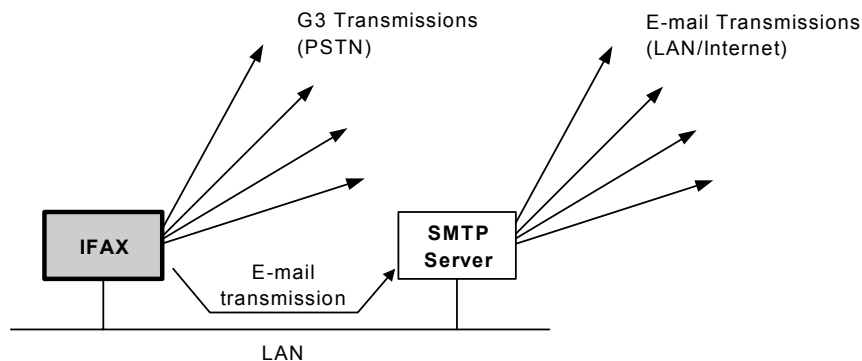 G3 Transmissions
(PSTN)
E-mail Transmissions
(LAN/Internet)
IFAX
SMTP
Server
E-mail
transmission
LAN